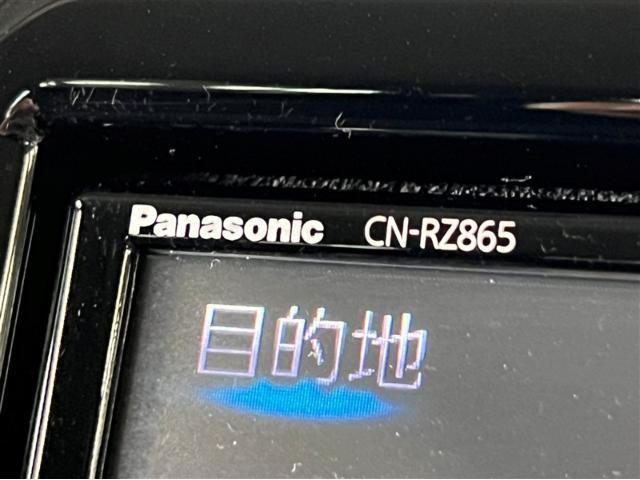 Panasonic CN-RZ865
目的地